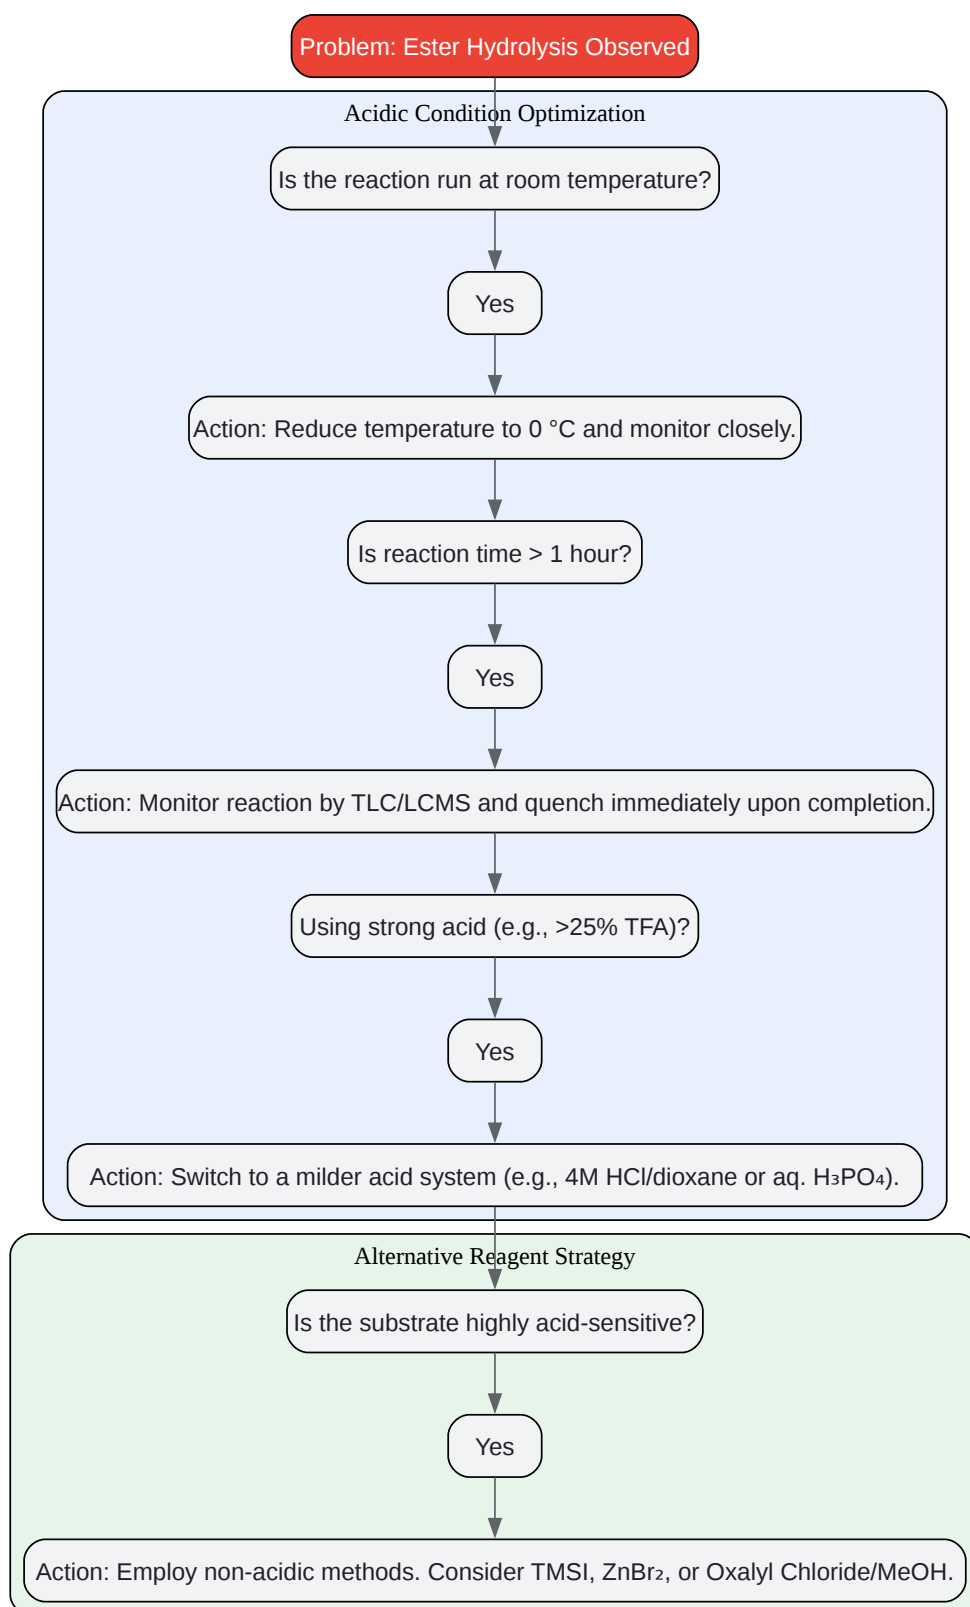 Problem: Ester Hydrolysis Observed
Acidic Condition Optimization
Is the reaction run at room temperature?
Yes
Action: Reduce temperature to 0 °C and monitor closely.
Is reaction time > 1 hour?
Yes
Action: Monitor reaction by TLC/LCMS and quench immediately upon completion.
Using strong acid (e.g., >25% TFA)?
Yes
Action: Switch to a milder acid system (e.g., 4M HCl/dioxane or aq. H₃PO₄).
Alternative Reagent Strategy
Is the substrate highly acid-sensitive?
Yes
Action: Employ non-acidic methods. Consider TMSI, ZnBr₂, or Oxalyl Chloride/MeOH.